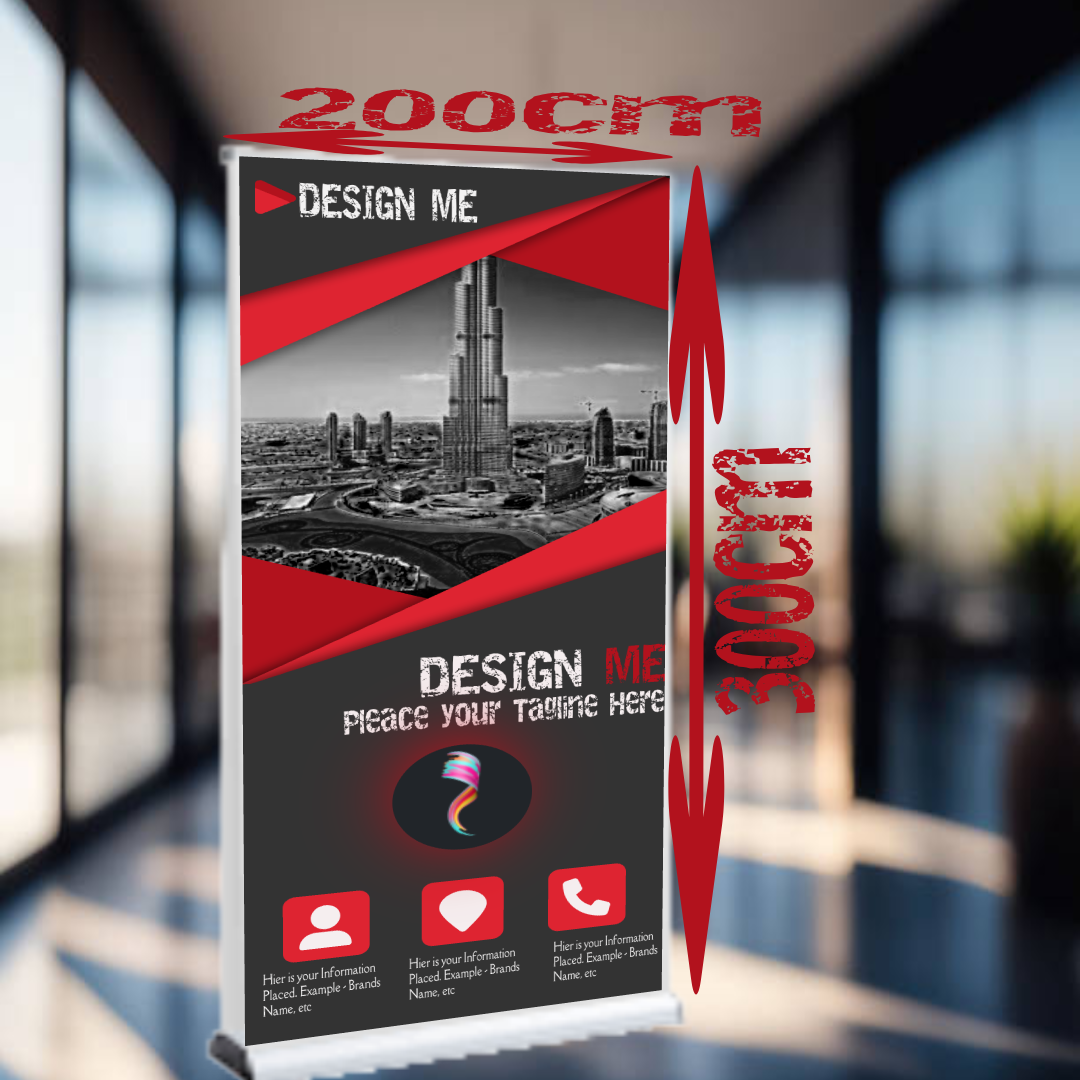 200cm
DESIGN ME
300cm
DESIGN ME
Pleace your Tagline Here
Hier is your Information
Placed. Example - Brands
Name, etc
Hier is your Information
Placed. Example - Brands
Name, etc
Hier is your Information
Placed. Example - Brands
Name, etc